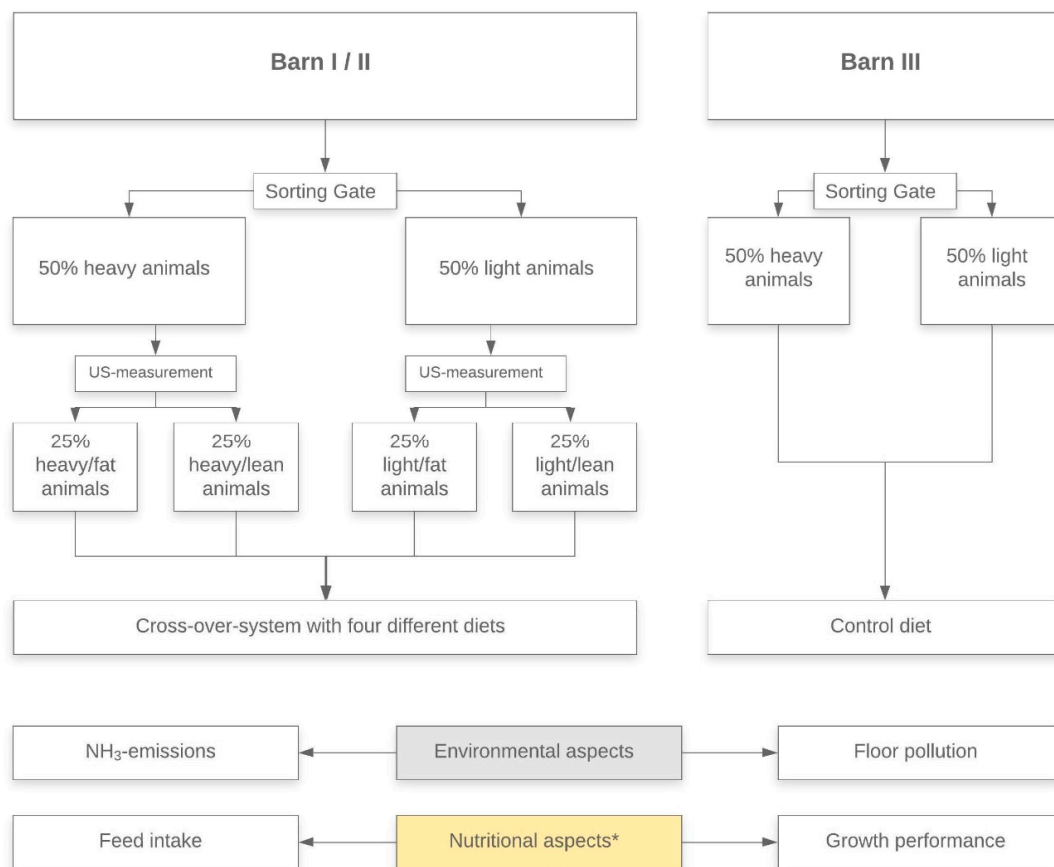 Barn I / II
Barn III
Sorting Gate
Sorting Gate
50% heavy animals
50% light animals
50% heavy
animals
50% light
animals
US-measurement
US-measurement
25%
heavy/fat
animals
25%
heavy/lean
animals
25%
light/fat
animals
25%
light/lean
animals
Cross-over-system with four different diets
Control diet
NH₃-emissions
Environmental aspects
Floor pollution
Feed intake
Nutritional aspects*
Growth performance